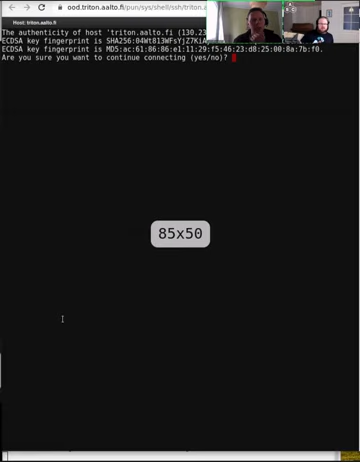 ood.triton.aalto.fi/pun/sys/shell/ssh/triton.a
Host: triton.aalto.fi
The authenticity of host 'triton.aalto.fi (130.23
ECDSA key fingerprint is
ECDSA key fingerprint is MD5:ac:61:86:86:e1:11:29:f5:46:23:d8:25:00:8a:7b:f0.
Are you sure you want to continue connecting (yes/no)?
85x50